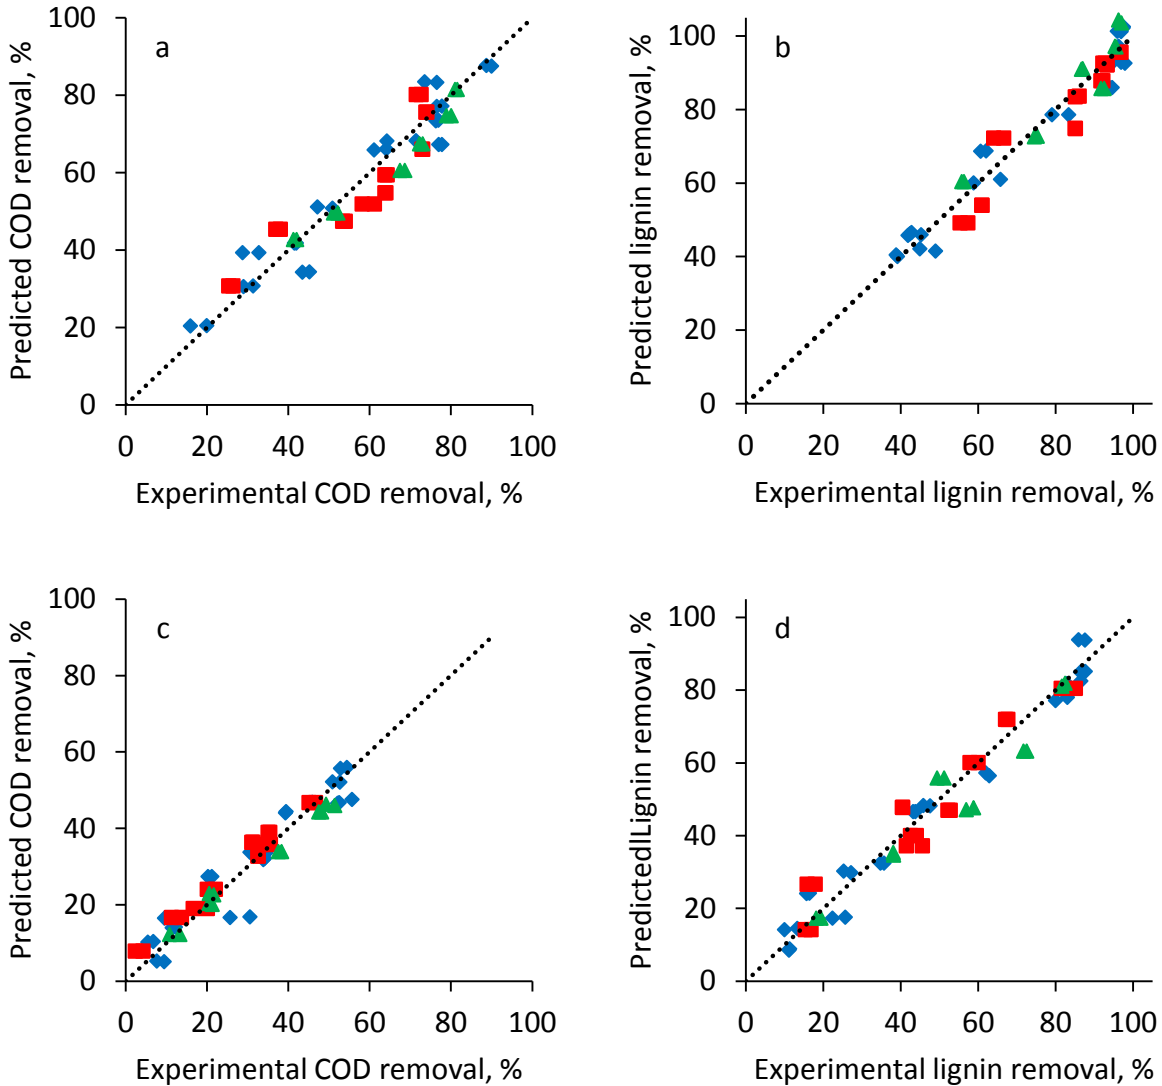 a
Predicted COD removal, %
100
80
60
40
20
0
0 20 40 60 80 100
Experimental COD removal, %
b
Predicted lignin removal, %
100
80
60
40
20
0
0 20 40 60 80 100
Experimental lignin removal, %
c
Predicted COD removal, %
100
80
60
40
20
0
0 20 40 60 80 100
Experimental COD removal, %
d
PredictedlLignin removal, %
100
80
60
40
20
0
0 20 40 60 80 100
Experimental lignin removal, %